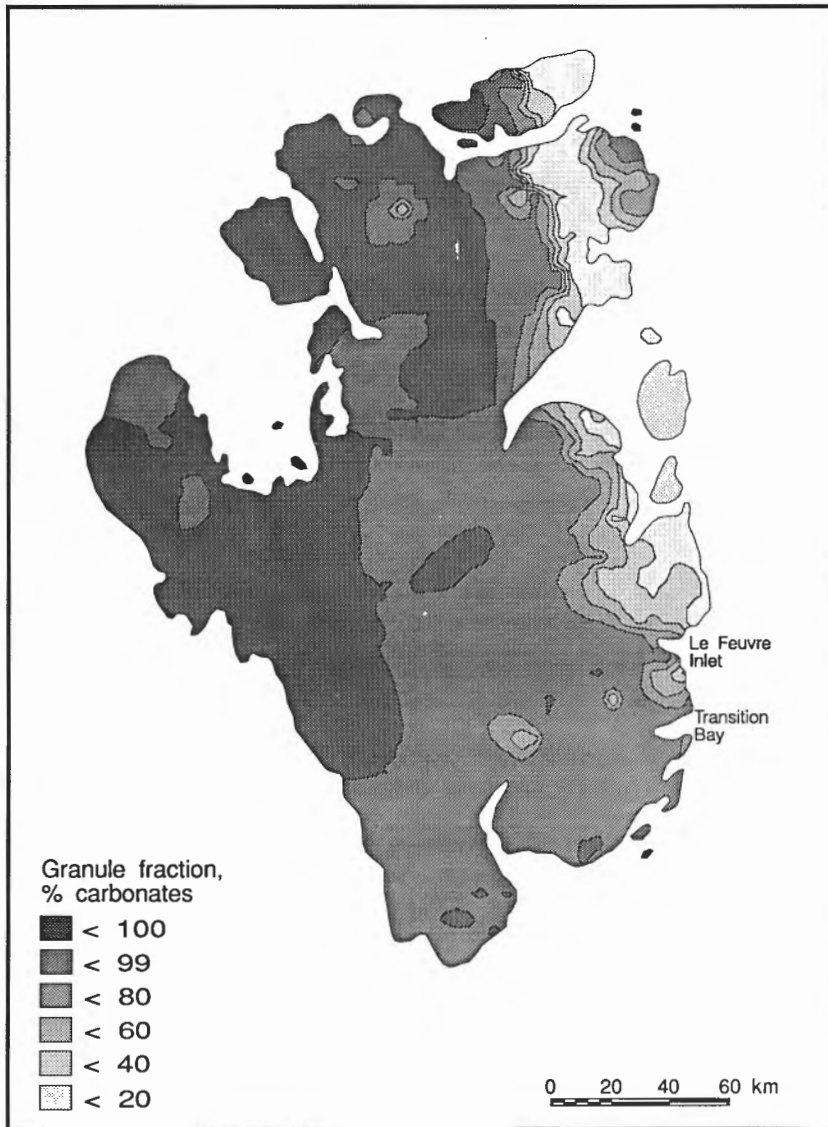 Le Feuvre
Inlet
Transition
Bay
Granule fraction,
% carbonates
< 100
< 99
< 80
< 60
< 40
< 20
0 20 40 60 km